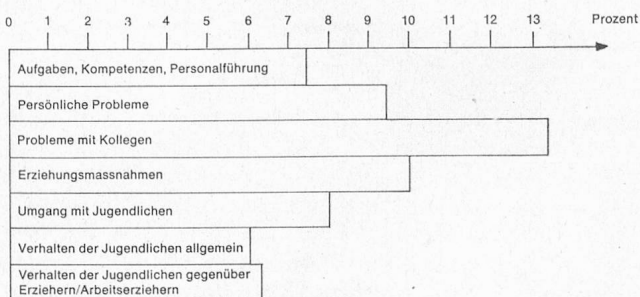 0 1 2 3 4 5 6 7 8 9 10 11 12 13 Prozent
Aufgaben, Kompetenzen, Personalführung
Persönliche Probleme
Probleme mit Kollegen
Erziehungsmassnahmen
Umgang mit Jugendlichen
Verhalten der Jugendlichen allgemein
Verhalten der Jugendlichen gegenüber
Erziehern/Arbeitserziehern